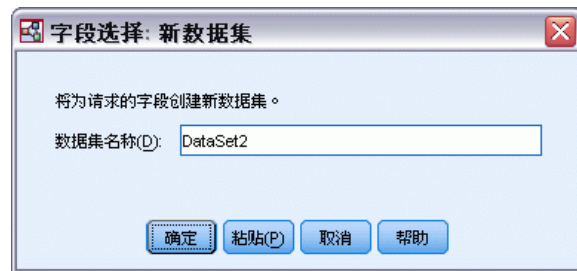 字段选择: 新数据集
将为请求的字段创建新数据集。
数据集名称(D): DataSet2
确定 粘贴(P) 取消 帮助